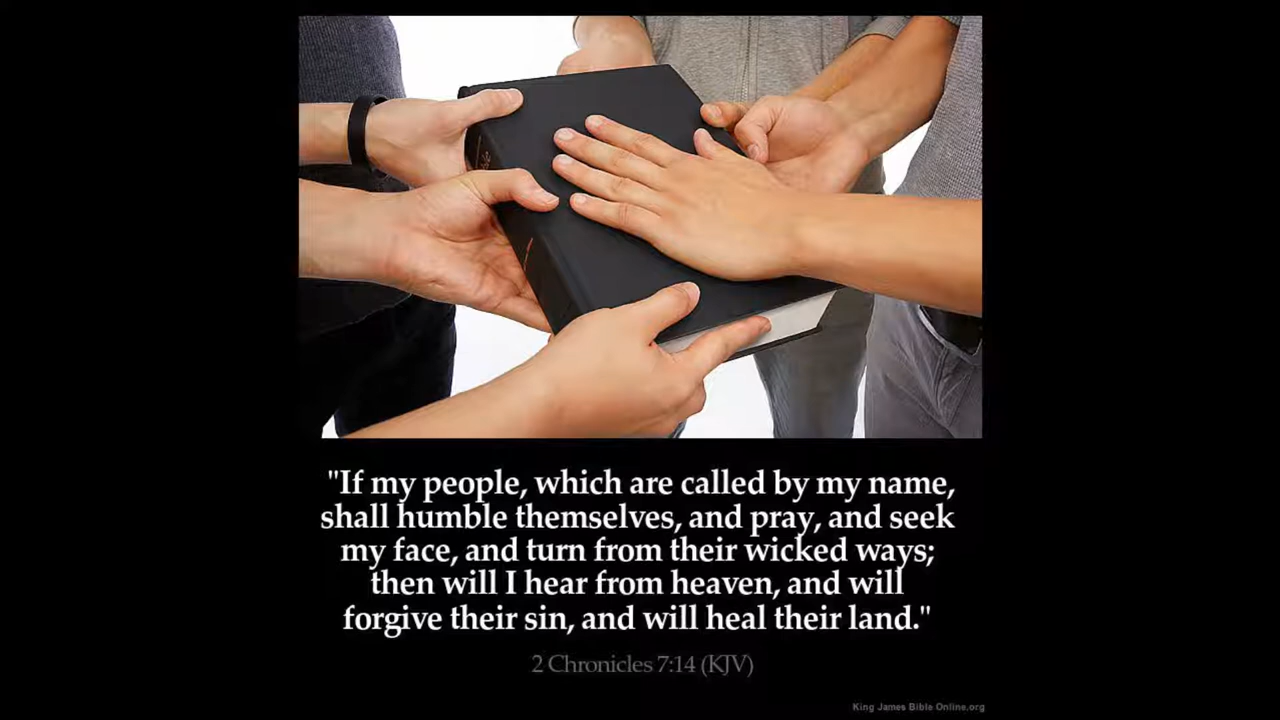 "If my people, which are called by my name,
shall humble themselves, and pray, and seek
my face, and turn from their wicked ways;
then will I hear from heaven, and will
forgive their sin, and will heal their land."
2 Chronicles 7:14 (KJV)
King James Bible Online.org